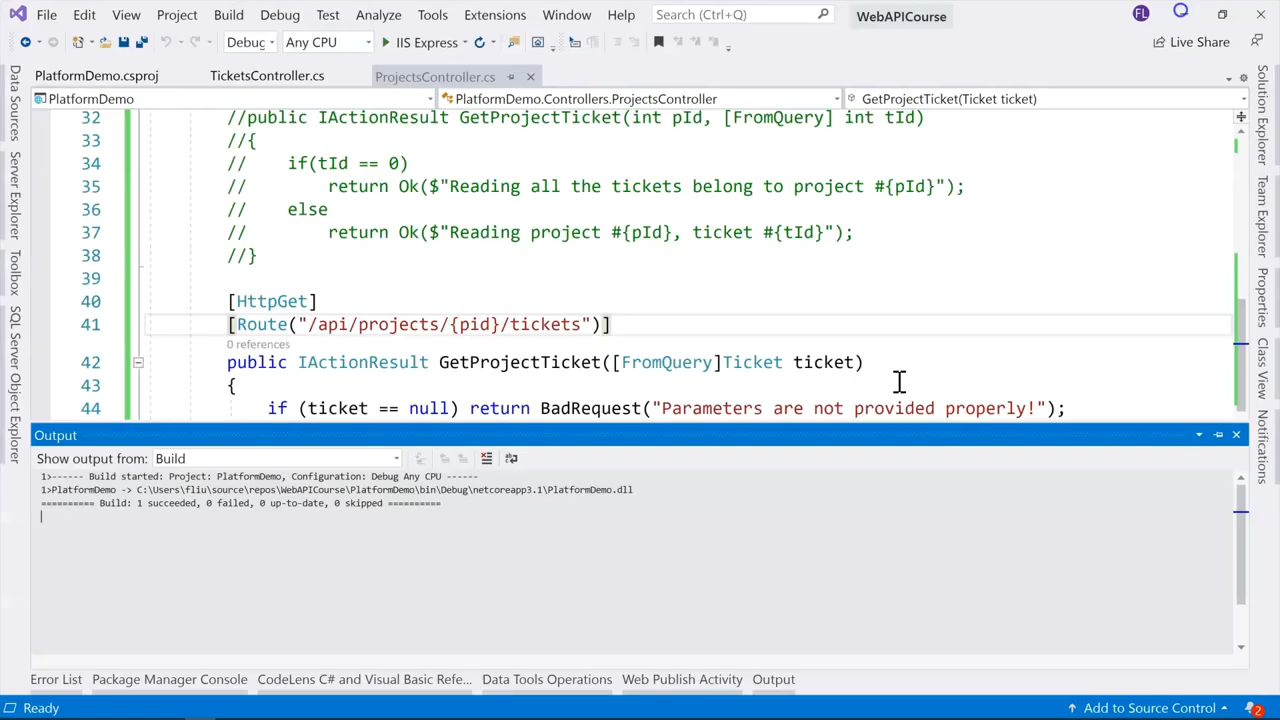 File Edit View Project Build Debug Test Analyze Tools Extensions Window Help Search (Ctrl+Q) WebAPICourse FL
Debug Any CPU IIS Express Live Share
PlatformDemo.csproj TicketsController.cs ProjectsController.cs
PlatformDemo PlatformDemo.Controllers.ProjectsController GetProjectTicket(Ticket ticket)
32 //public IActionResult GetProjectTicket(int pId, [FromQuery] int tId)
33 //{
34 // if(tId == 0)
35 // return Ok($"Reading all the tickets belong to project #{pId}");
36 // else
37 // return Ok($"Reading project #{pId}, ticket #{tId}");
38 //}
39
40 [HttpGet]
41 [Route("/api/projects/{pid}/tickets")]
0 references
42 public IActionResult GetProjectTicket([FromQuery]Ticket ticket)
43 {
44 if (ticket == null) return BadRequest("Parameters are not provided properly!");
Output
Show output from: Build
1>------ Build started: Project: PlatformDemo, Configuration: Debug Any CPU ------
1>PlatformDemo -> C:\Users\fliu\source\repos\WebAPICourse\PlatformDemo\bin\Debug\netcoreapp3.1\PlatformDemo.dll
========== Build: 1 succeeded, 0 failed, 0 up-to-date, 0 skipped ==========
Error List Package Manager Console CodeLens C# and Visual Basic Refe... Data Tools Operations Web Publish Activity Output
Ready Add to Source Control 2
Data Sources
Server Explorer
Toolbox
SQL Server Object Explorer
Solution Explorer
Team Explorer
Properties
Class View
Notifications